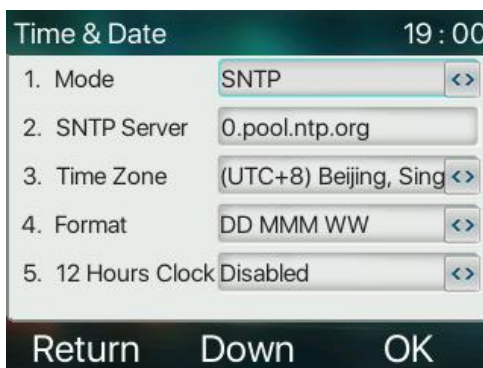 Time & Date 19 : 00
1. Mode SNTP <>
2. SNTP Server 0.pool.ntp.org
3. Time Zone (UTC+8) Beijing, Sing <>
4. Format DD MMM WW <>
5. 12 Hours Clock Disabled <>
Return Down OK